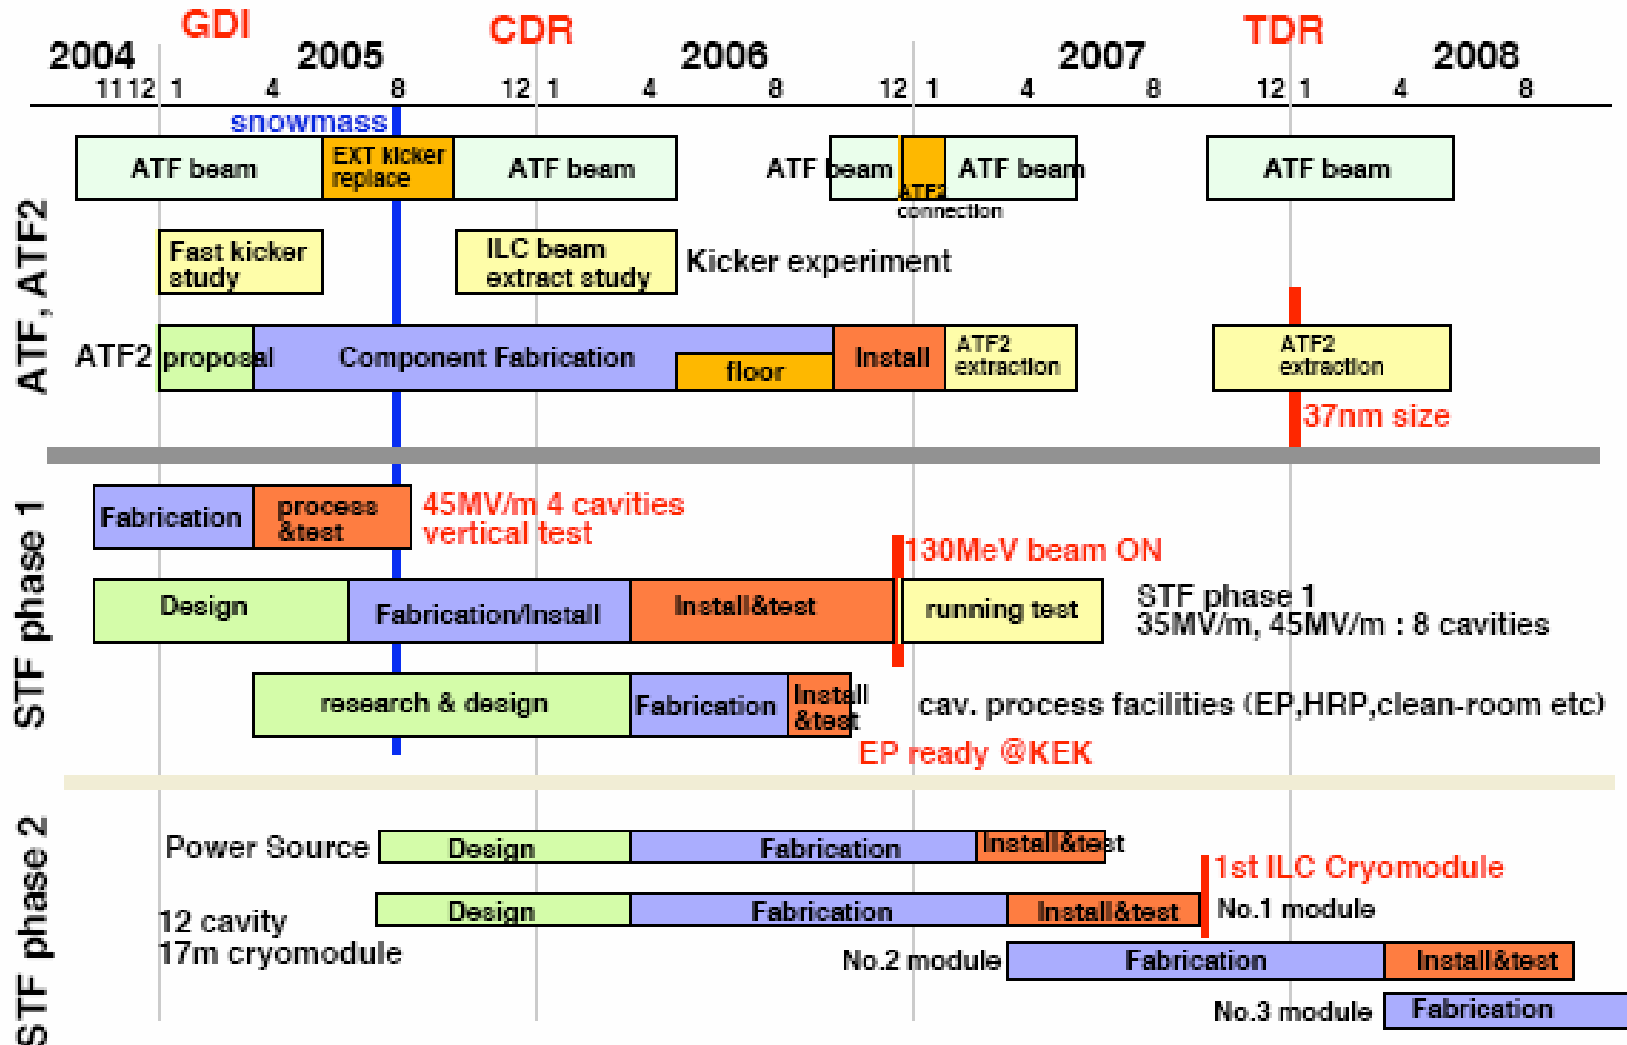 GDI CDR TDR
2004 2005 2006 2007 2008
11 12 1 4 8 12 1 4 8 12 1 4 8 12 1 4 8
snowmass
ATF, ATF2
ATF beam
EXT kicker
replace
ATF beam
ATF beam
ATF2
connection
ATF beam
ATF beam
Fast kicker
study
ILC beam
extract study
Kicker experiment
ATF2
proposal
Component Fabrication
floor
Install
ATF2
extraction
ATF2
extraction
37nm size
STF phase 1
Fabrication
process
&test
45MV/m 4 cavities
vertical test
130MeV beam ON
Design
Fabrication/Install
Install&test
running test
STF phase 1
35MV/m, 45MV/m : 8 cavities
research & design
Fabrication
Install
&test
cav. process facilities (EP,HRP,clean-room etc)
EP ready @KEK
STF phase 2
Power Source
Design
Fabrication
Install&test
1st ILC Cryomodule
12 cavity
17m cryomodule
Design
Fabrication
Install&test
No.1 module
No.2 module
Fabrication
Install&test
No.3 module
Fabrication